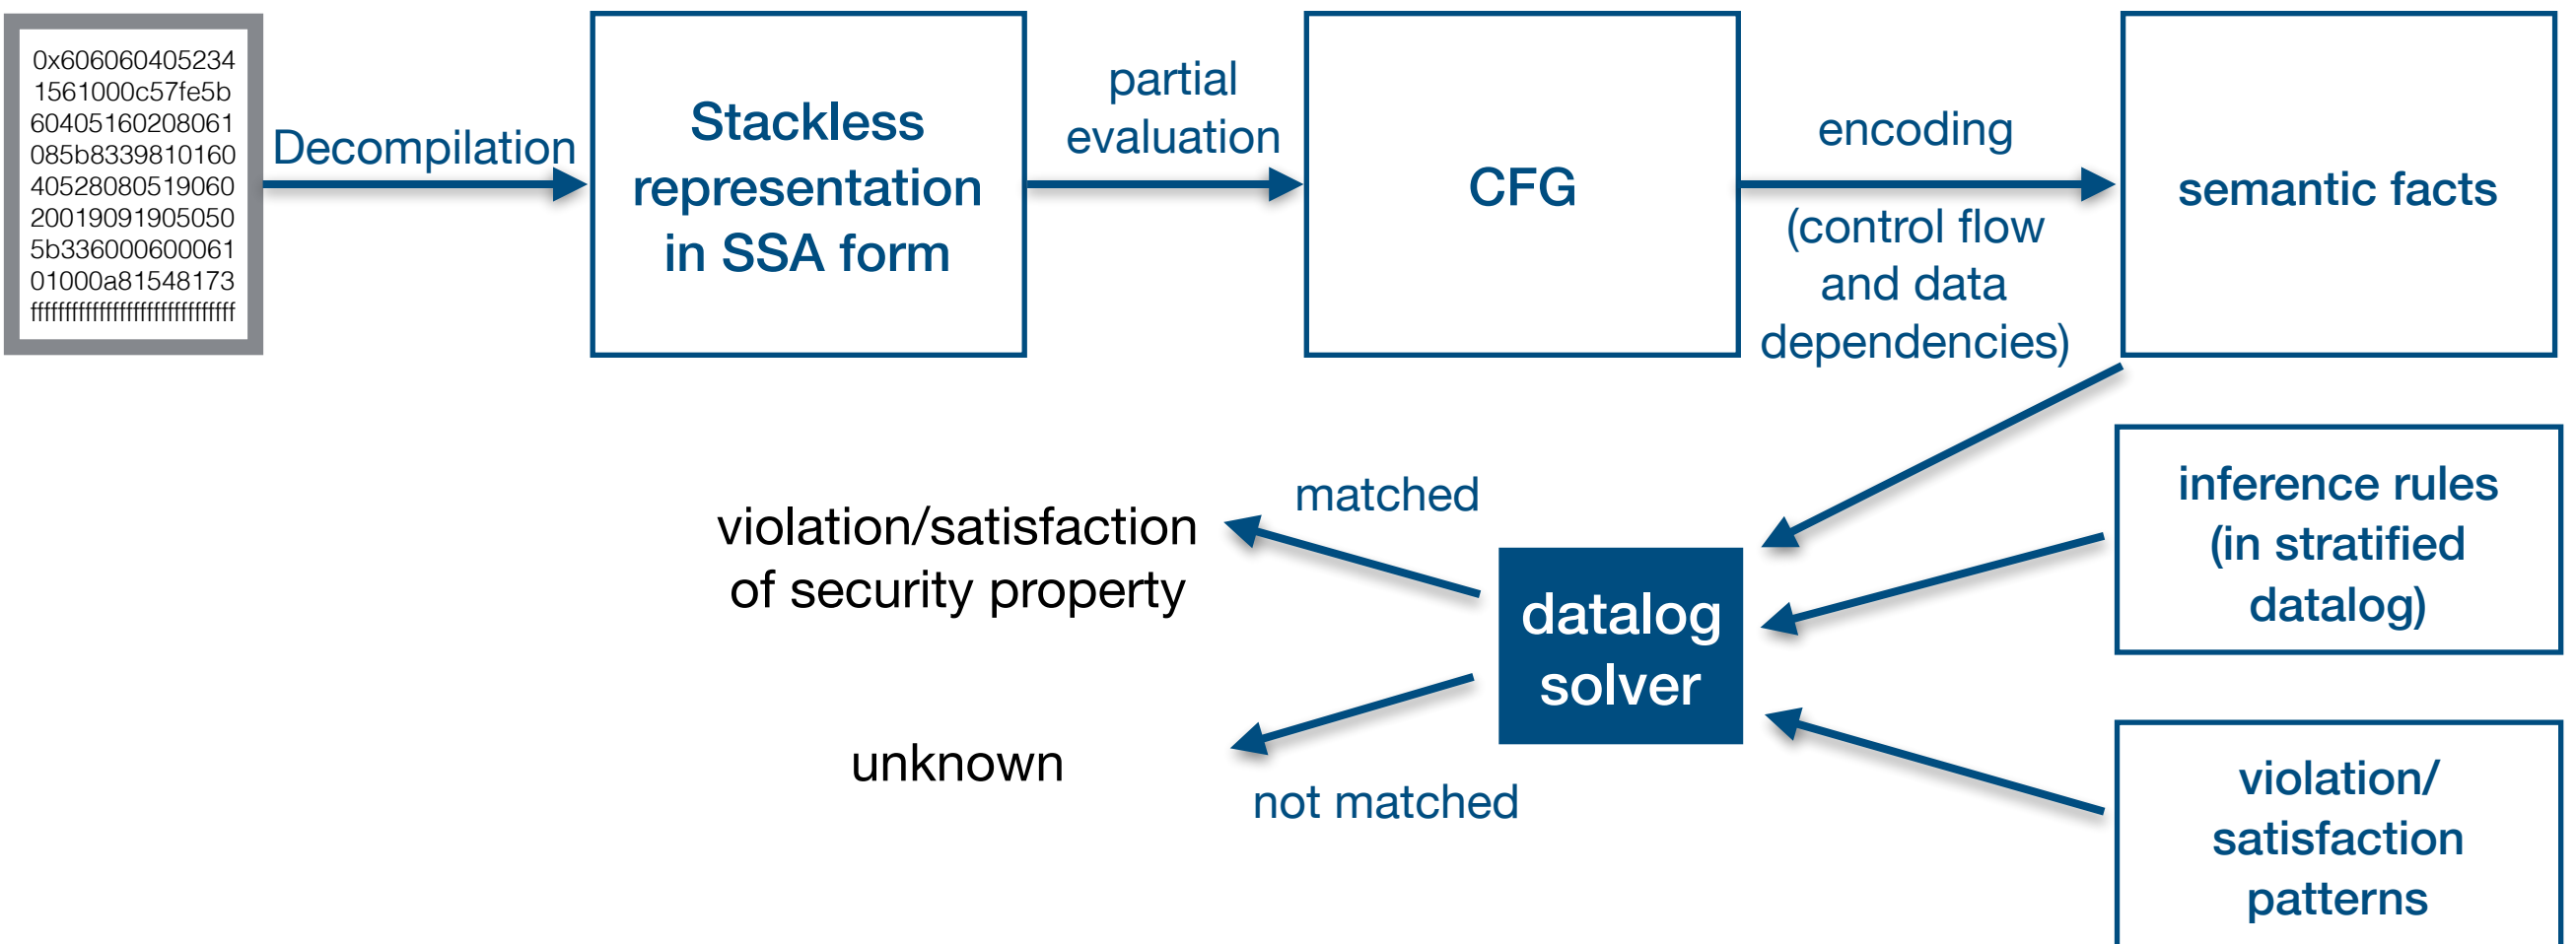 0x606060405234
1561000c57fe5b
60405160208061
085b8339810160
40528080519060
20019091905050
5b336000600061
01000a81548173
ffffffffffffffffffffffffffffffff
Decompilation
Stackless
representation
in SSA form
partial
evaluation
CFG
encoding
(control flow
and data
dependencies)
semantic facts
inference rules
(in stratified
datalog)
violation/
satisfaction
patterns
datalog
solver
matched
violation/satisfaction
of security property
not matched
unknown